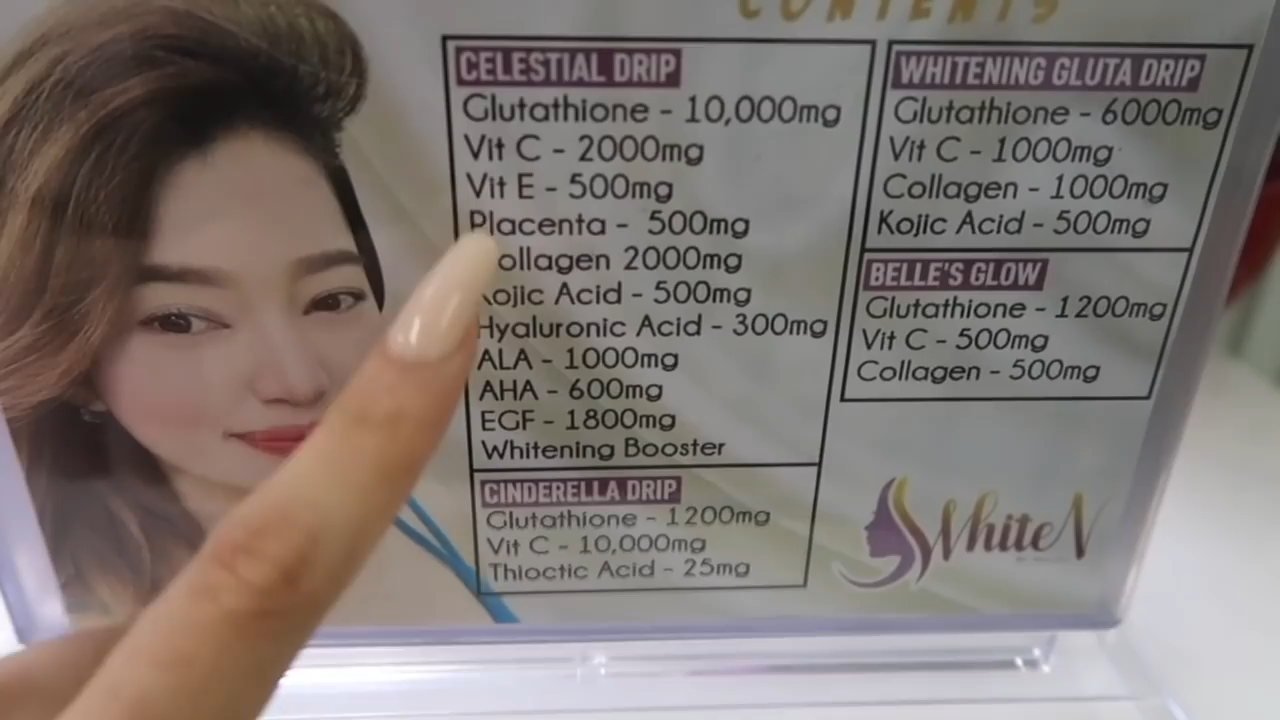 CONTENTS
CELESTIAL DRIP
Glutathione - 10,000mg
Vit C - 2000mg
Vit E - 500mg
Placenta - 500mg
ollagen 2000mg
ojic Acid - 500mg
Hyaluronic Acid - 300mg
ALA - 1000mg
AHA - 600mg
EGF - 1800mg
Whitening Booster
CINDERELLA DRIP
Glutathione - 1200mg
Vit C - 10,000mg
Thioctic Acid - 25mg
WHITENING GLUTA DRIP
Glutathione - 6000mg
Vit C - 1000mg
Collagen - 1000mg
Kojic Acid - 500mg
BELLE'S GLOW
Glutathione - 1200mg
Vit C - 500mg
Collagen - 500mg
WhiteN